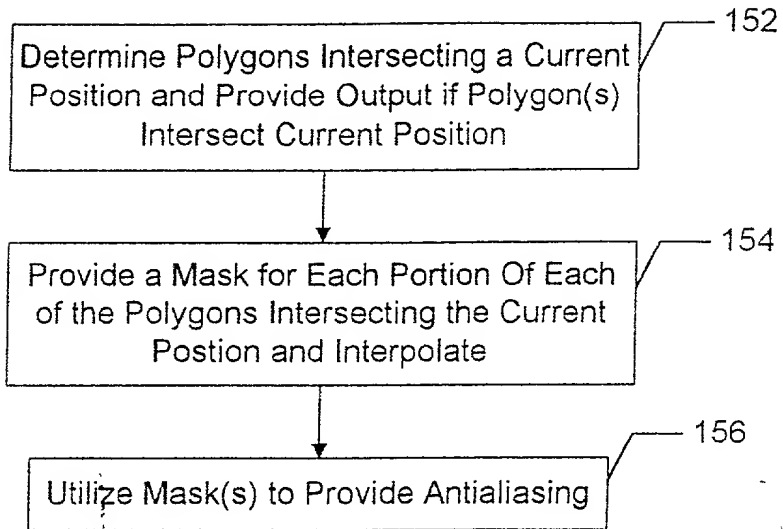 152
Determine Polygons Intersecting a Current
Position and Provide Output if Polygon(s)
Intersect Current Position
154
Provide a Mask for Each Portion Of Each
of the Polygons Intersecting the Current
Postion and Interpolate
156
Utilize Mask(s) to Provide Antialiasing